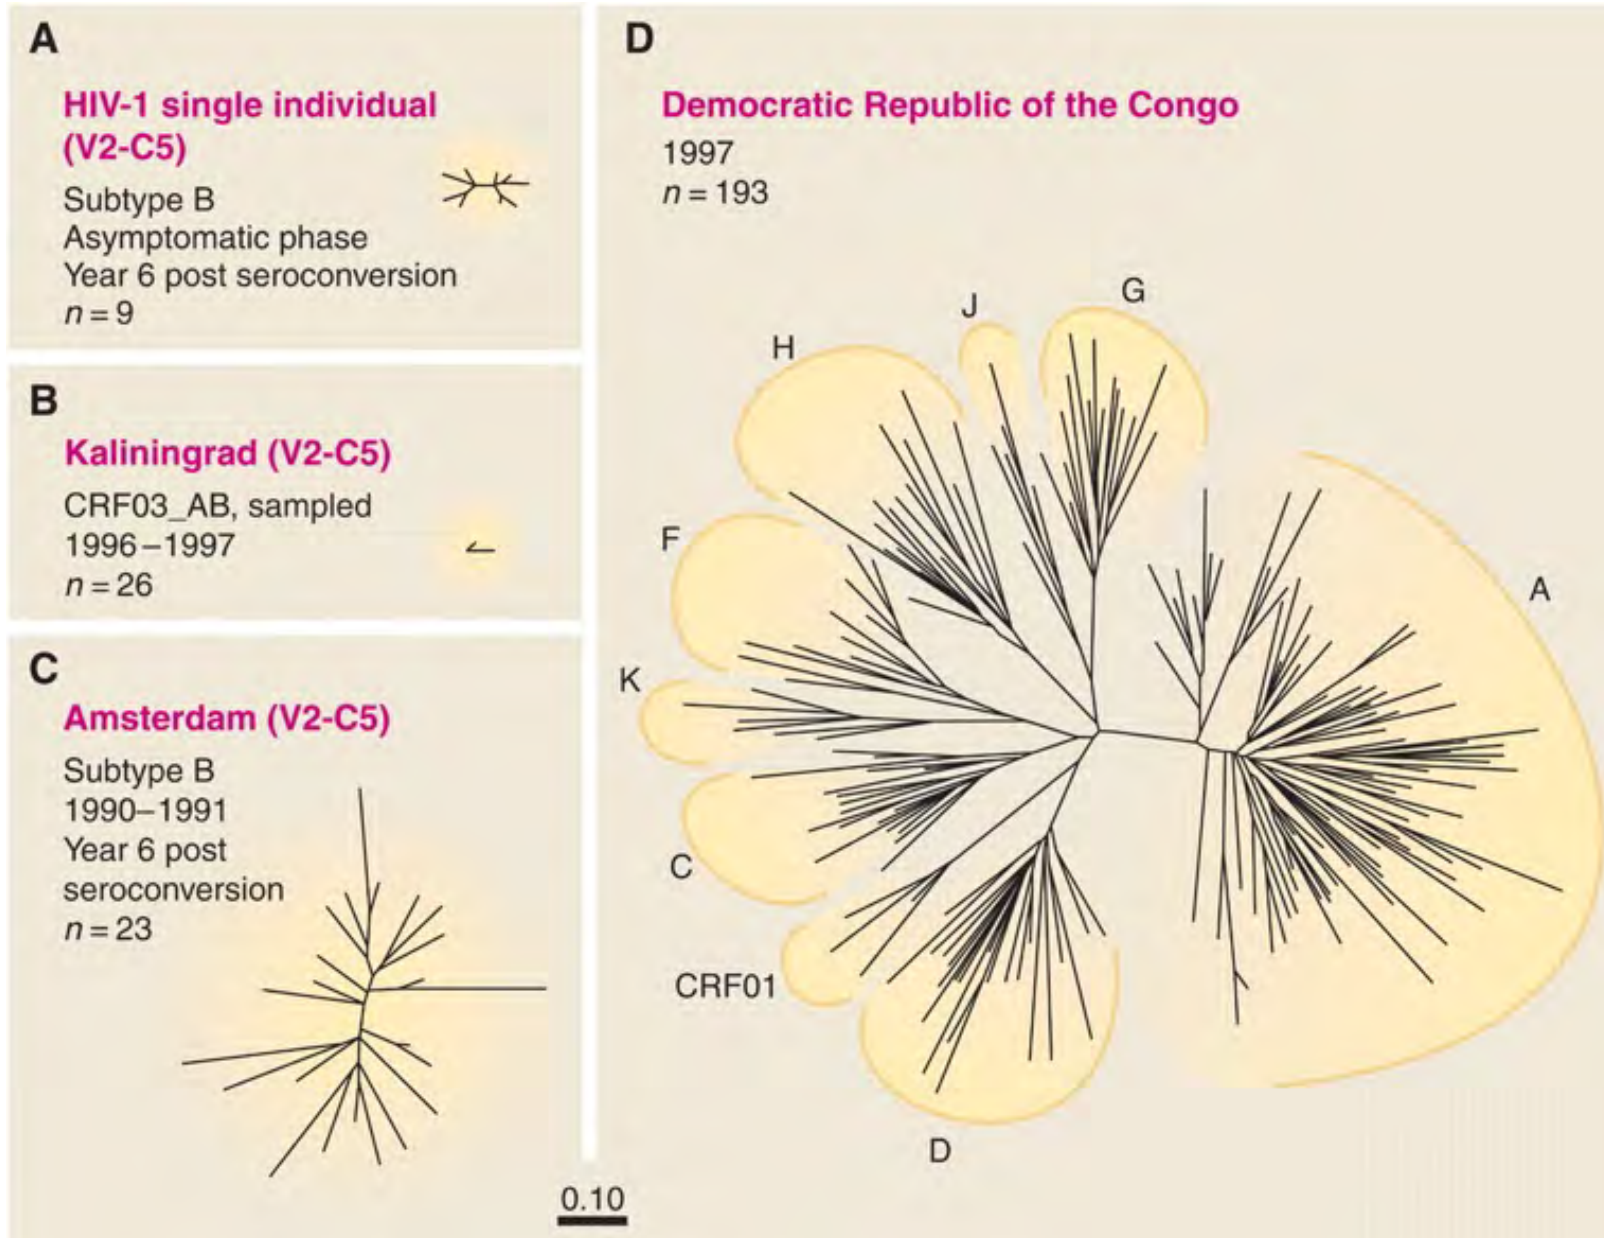 A
HIV-1 single individual
(V2-C5)
Subtype B
Asymptomatic phase
Year 6 post seroconversion
n = 9
B
Kaliningrad (V2-C5)
CRF03_AB, sampled
1996–1997
n = 26
C
Amsterdam (V2-C5)
Subtype B
1990–1991
Year 6 post
seroconversion
n = 23
0.10
D
Democratic Republic of the Congo
1997
n = 193
G
J
H
F
A
K
C
CRF01
D